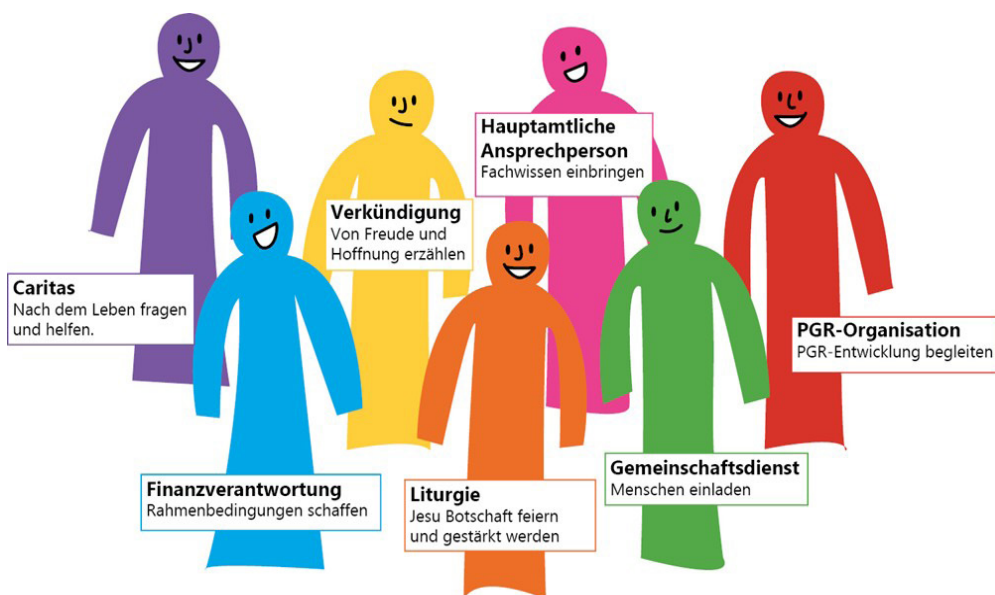 Hauptamtliche
Ansprechperson
Fachwissen einbringen
Verkündigung
Von Freude und
Hoffnung erzählen
Caritas
Nach dem Leben fragen
und helfen.
PGR-Organisation
PGR-Entwicklung begleiten
Finanzverantwortung
Rahmenbedingungen schaffen
Liturgie
Jesu Botschaft feiern
und gestärkt werden
Gemeinschaftsdienst
Menschen einladen